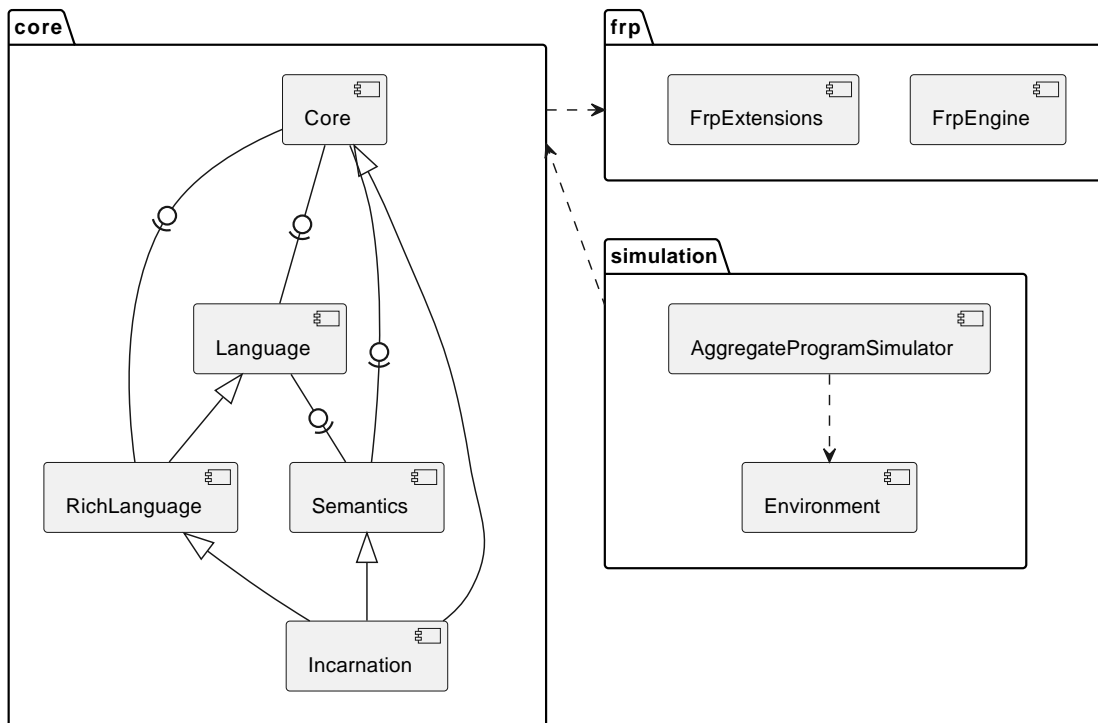 core
Core
Language
RichLanguage
Semantics
Incarnation
frp
FrpExtensions
FrpEngine
simulation
AggregateProgramSimulator
Environment